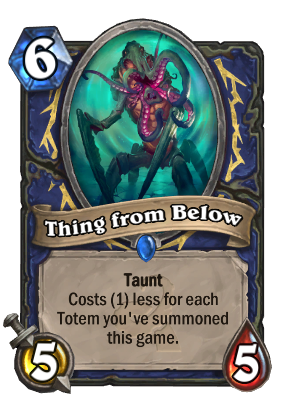 6
Thing from Below
Taunt
Costs (1) less for each
Totem you've summoned
this game.
5
5